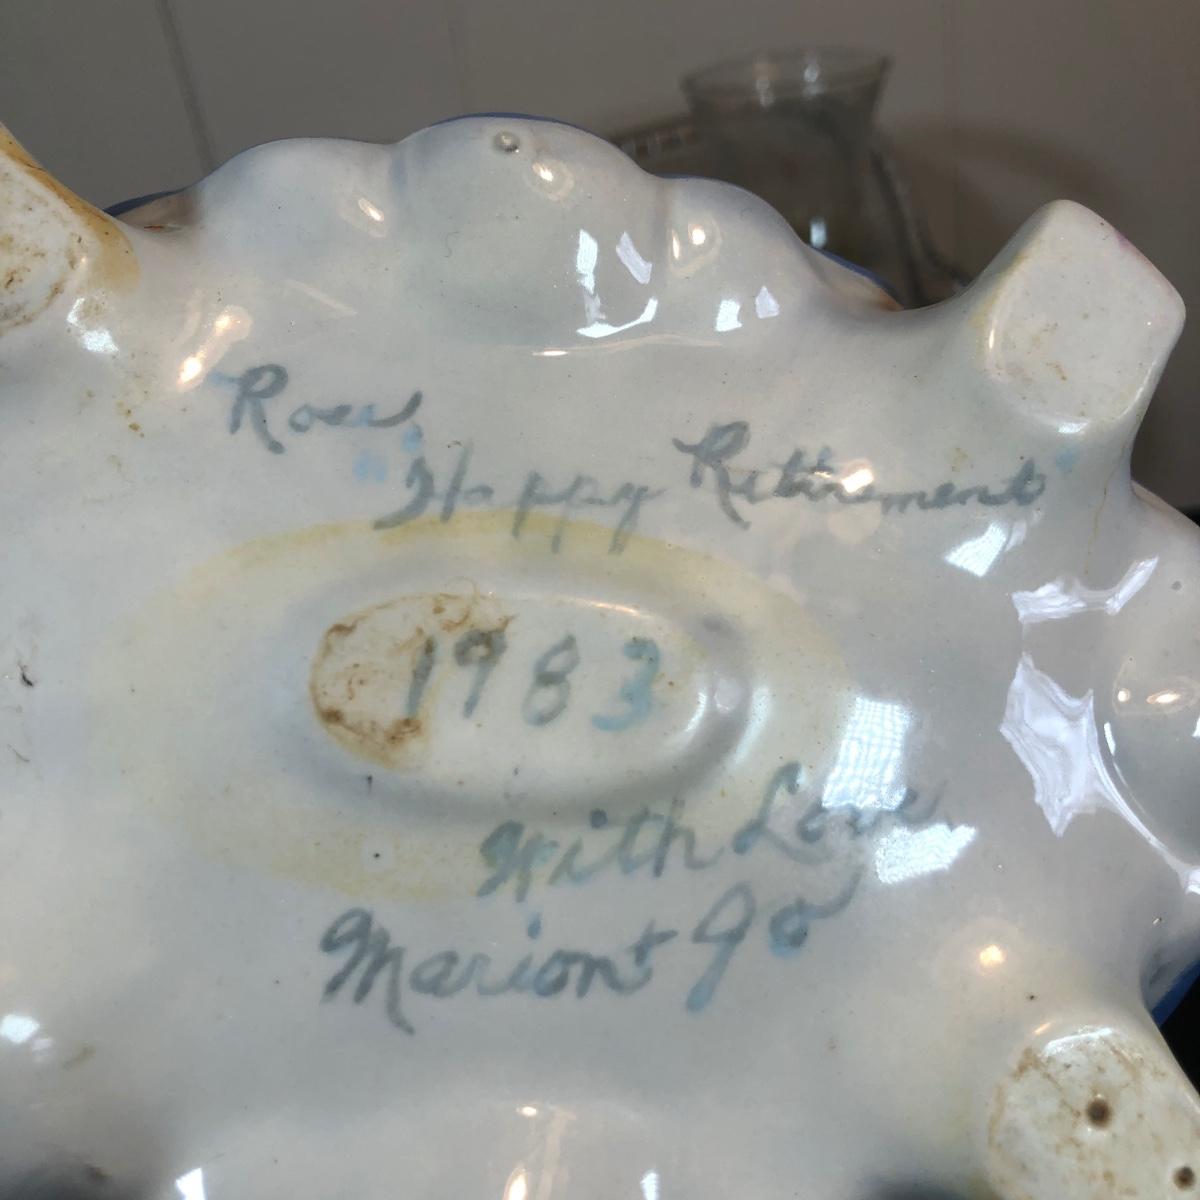 Rose,
"Happy Retirement"
1983
With Love,
Marion + Jo